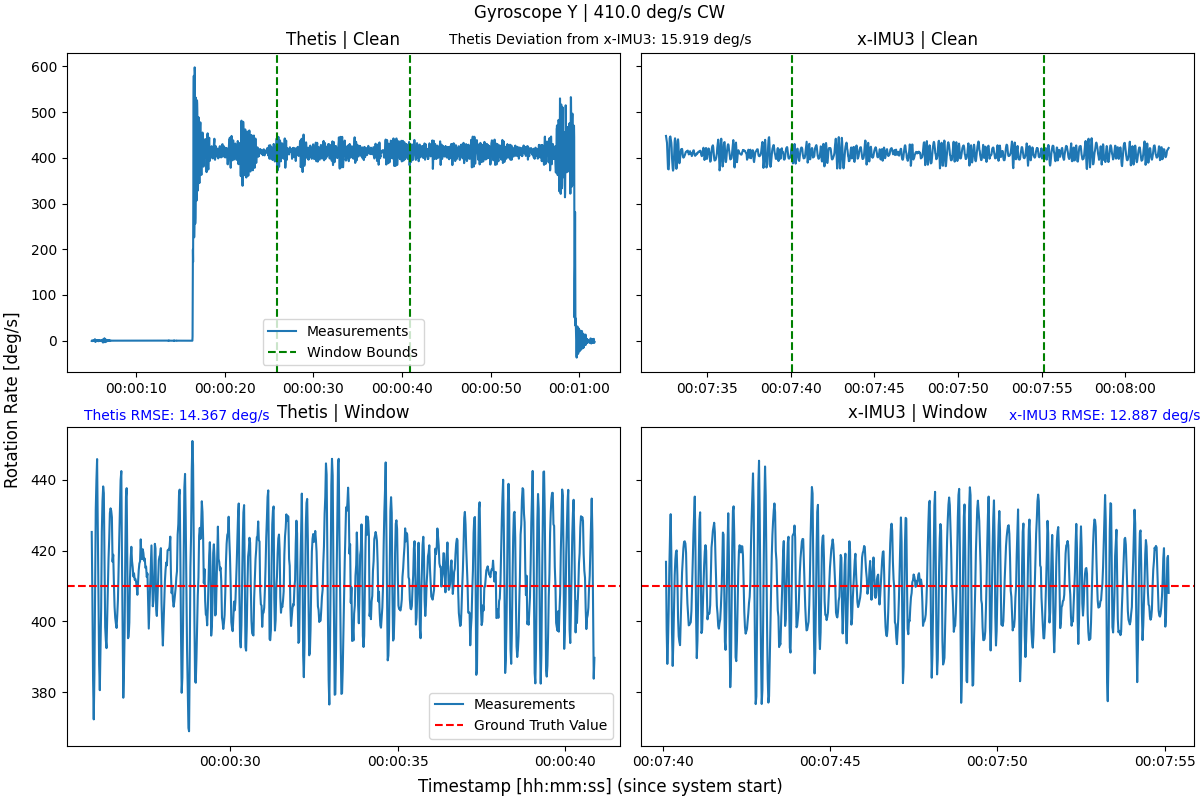 Gyroscope Y | 410.0 deg/s CW
Thetis | Clean
Thetis Deviation from x-IMU3: 15.919 deg/s
x-IMU3 | Clean
600
500
400
300
200
100
0
Measurements
Window Bounds
00:00:10 00:00:20 00:00:30 00:00:40 00:00:50 00:01:00
00:07:35 00:07:40 00:07:45 00:07:50 00:07:55 00:08:00
Rotation Rate [deg/s]
Thetis RMSE: 14.367 deg/s
Thetis | Window
x-IMU3 | Window
x-IMU3 RMSE: 12.887 deg/s
440
420
400
380
Measurements
Ground Truth Value
00:00:30 00:00:35 00:00:40
00:07:40 00:07:45 00:07:50 00:07:55
Timestamp [hh:mm:ss] (since system start)